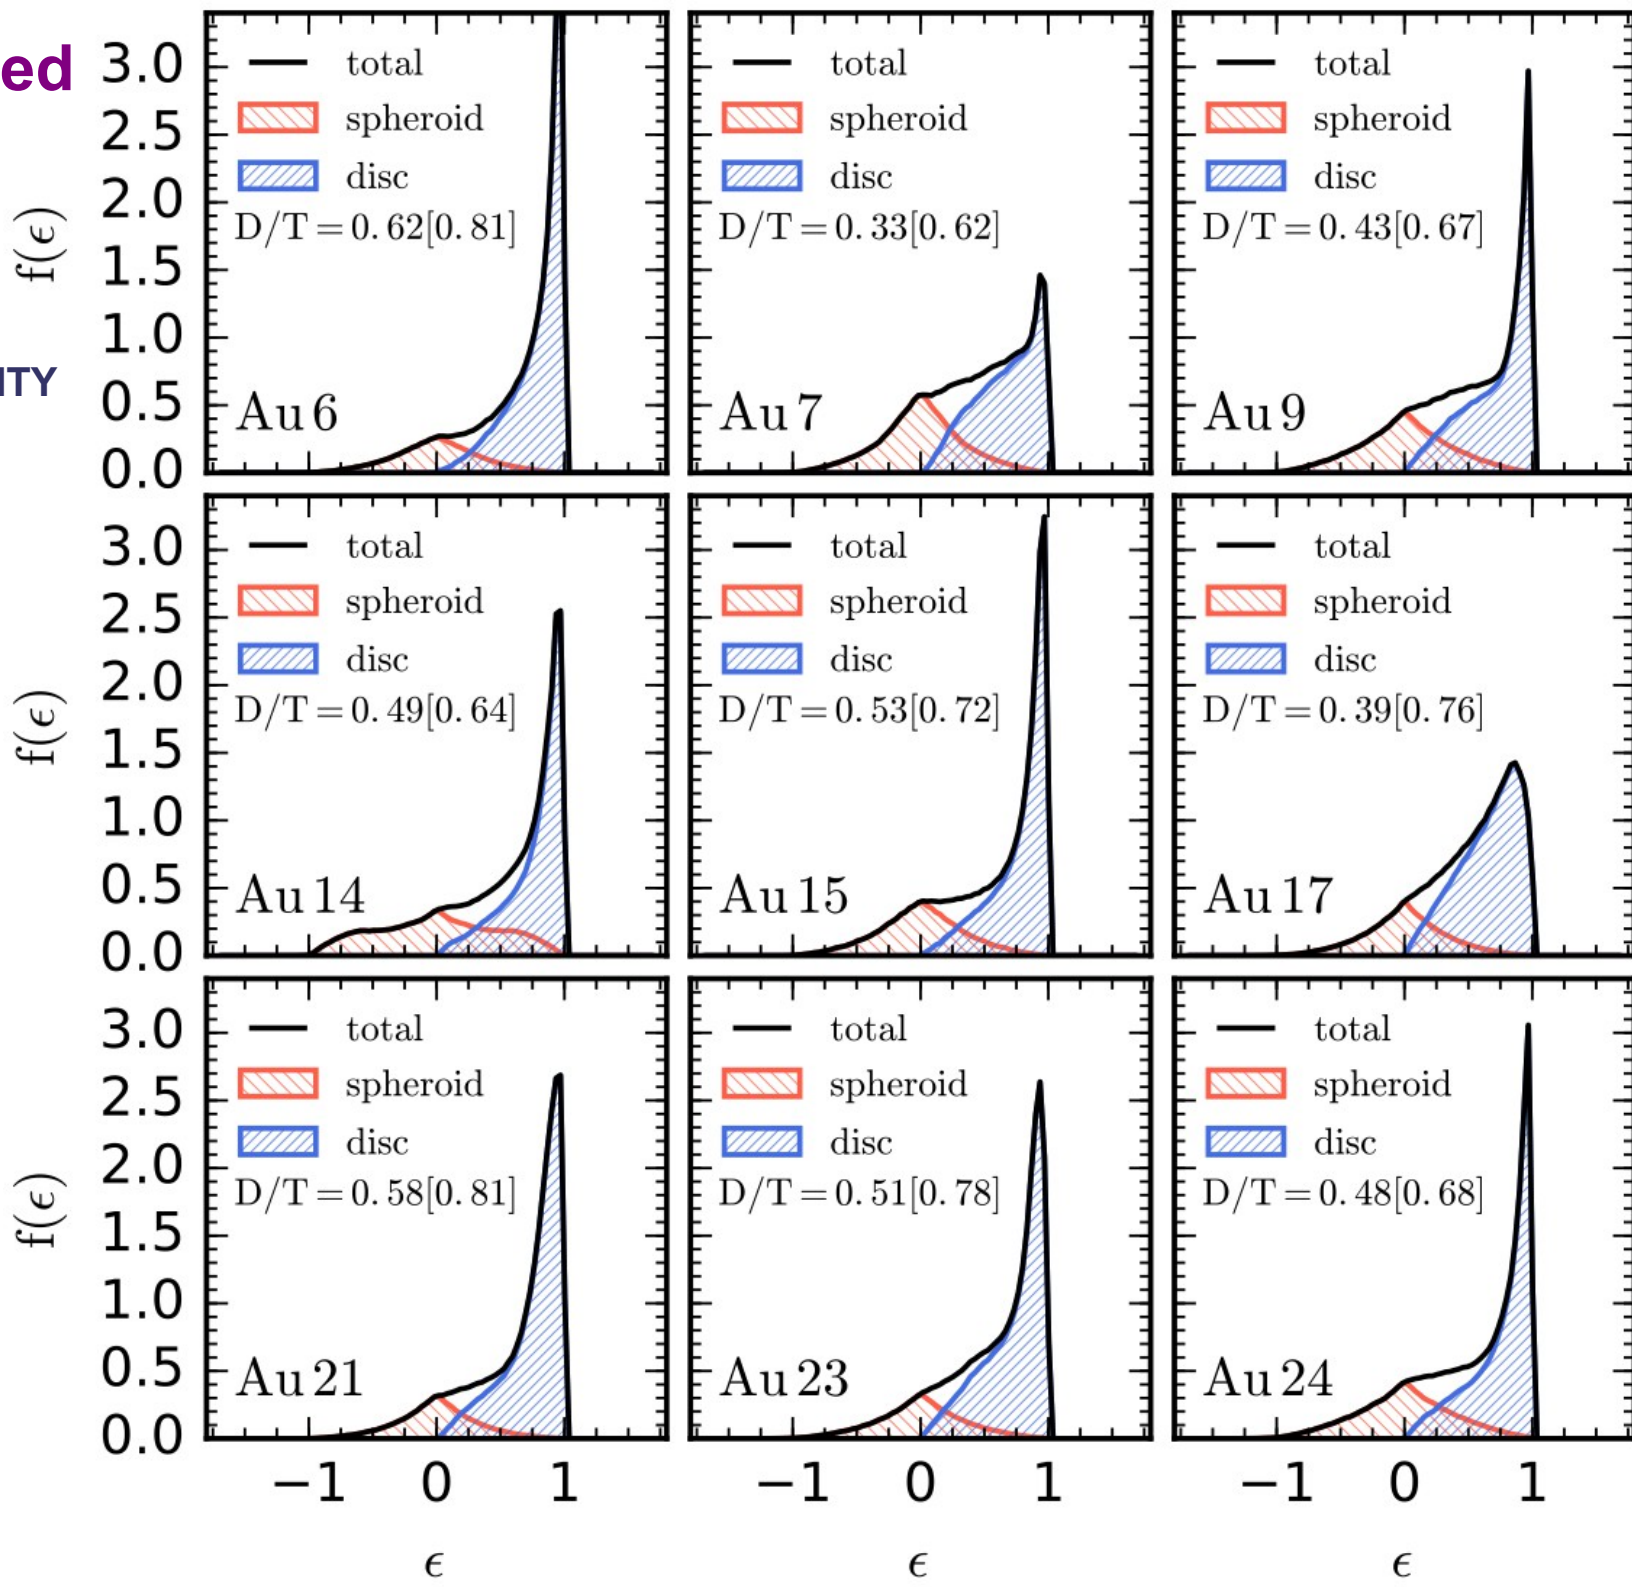 ed
ITY
f(ϵ)
3.0
2.5
2.0
1.5
1.0
0.5
0.0
total
spheroid
disc
D/T = 0.62[0.81]
Au 6
total
spheroid
disc
D/T = 0.33[0.62]
Au 7
total
spheroid
disc
D/T = 0.43[0.67]
Au 9
f(ϵ)
3.0
2.5
2.0
1.5
1.0
0.5
0.0
total
spheroid
disc
D/T = 0.49[0.64]
Au 14
total
spheroid
disc
D/T = 0.53[0.72]
Au 15
total
spheroid
disc
D/T = 0.39[0.76]
Au 17
f(ϵ)
3.0
2.5
2.0
1.5
1.0
0.5
0.0
total
spheroid
disc
D/T = 0.58[0.81]
Au 21
total
spheroid
disc
D/T = 0.51[0.78]
Au 23
total
spheroid
disc
D/T = 0.48[0.68]
Au 24
−1 0 1
−1 0 1
−1 0 1
ϵ
ϵ
ϵ